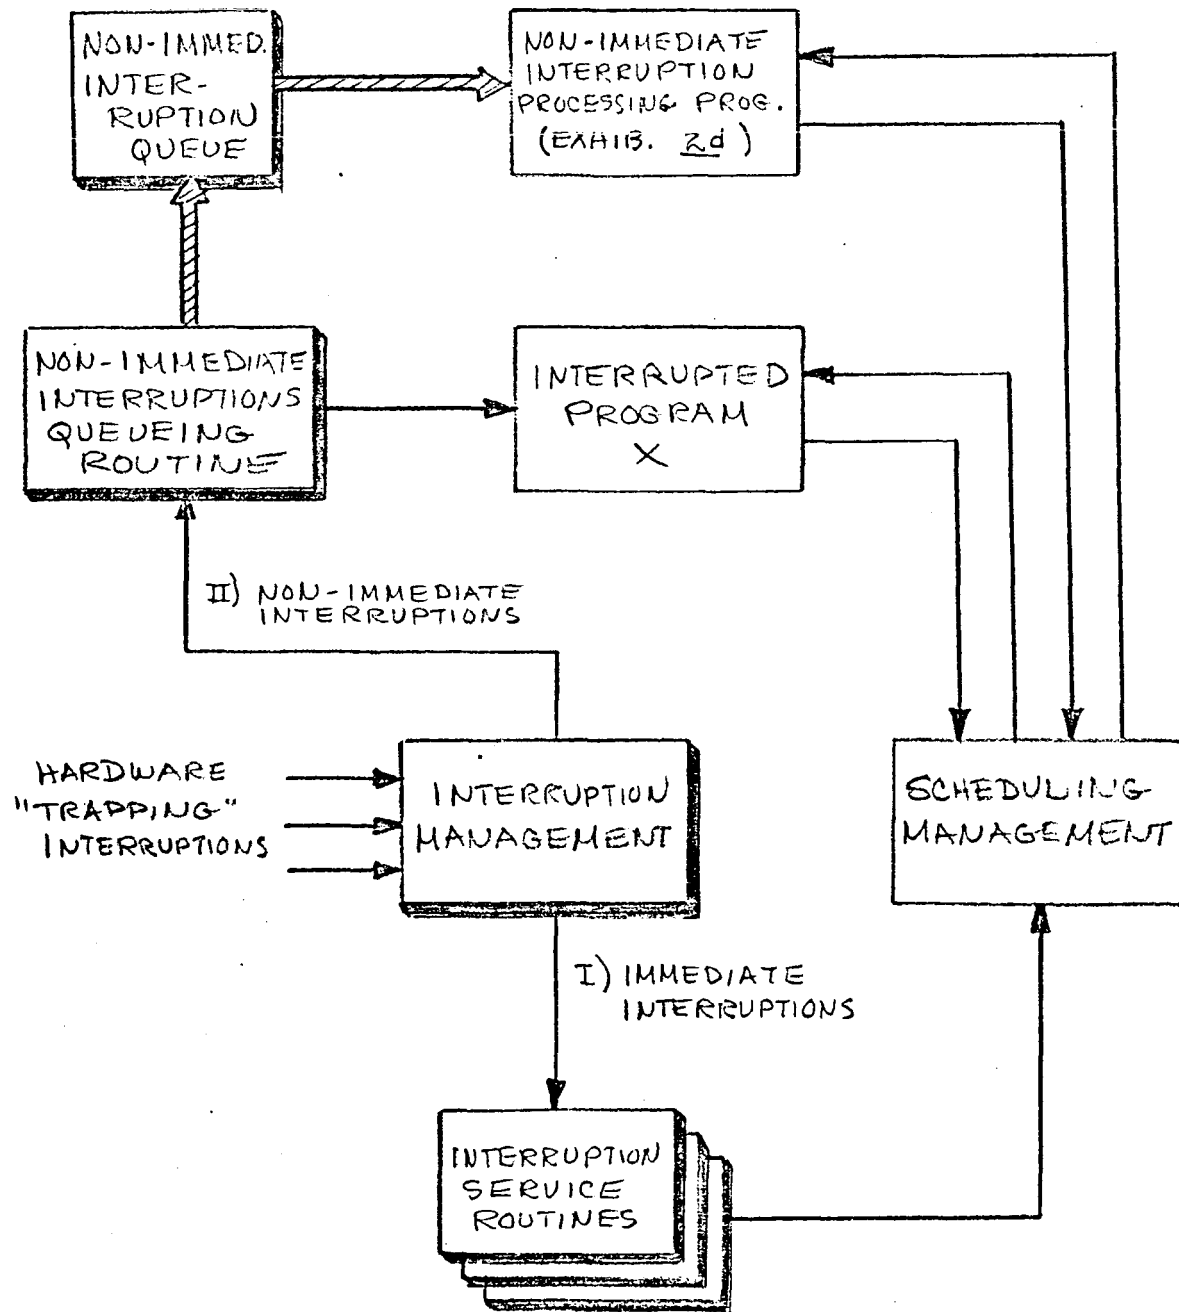 NON-IMMED.
INTER-
RUPTION
QUEUE
NON-IMMEDIATE
INTERRUPTION
PROCESSING PROG.
(EXHIB. 2d)
NON-IMMEDIATE
INTERRUPTIONS
QUEUEING
ROUTINE
INTERRUPTED
PROGRAM
X
II) NON-IMMEDIATE
INTERRUPTIONS
HARDWARE
"TRAPPING"
INTERRUPTIONS
INTERRUPTION
MANAGEMENT
SCHEDULING
MANAGEMENT
I) IMMEDIATE
INTERRUPTIONS
INTERRUPTION
SERVICE
ROUTINES